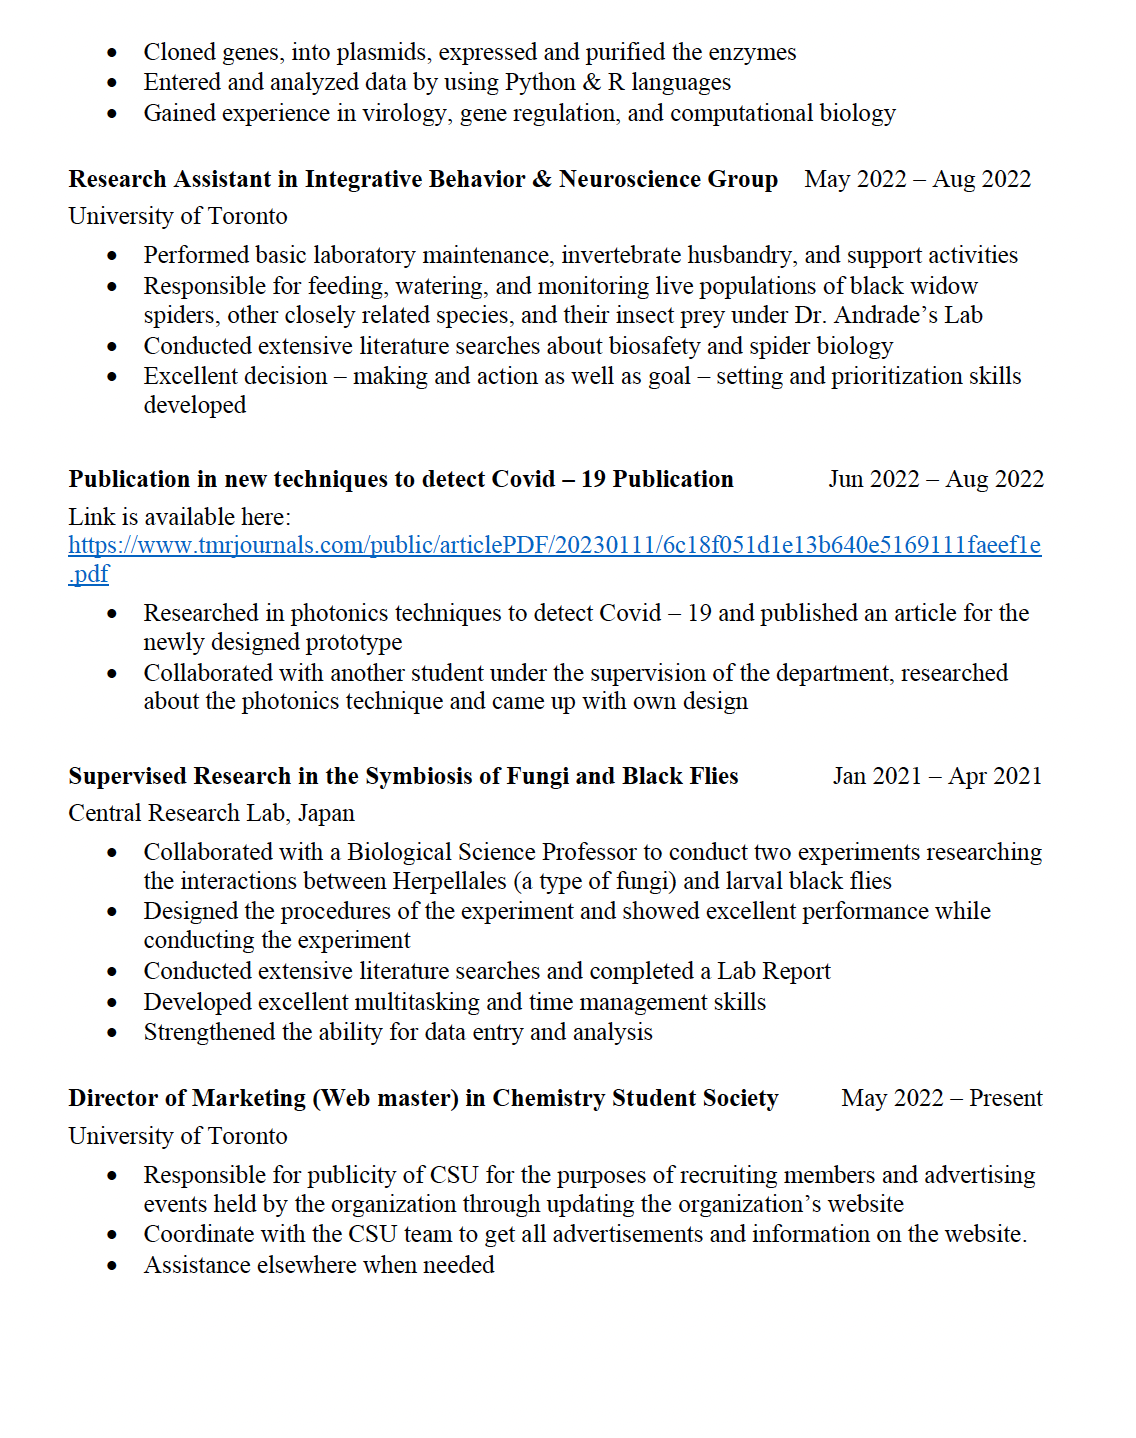 • Cloned genes, into plasmids, expressed and purified the enzymes
• Entered and analyzed data by using Python & R languages
• Gained experience in virology, gene regulation, and computational biology
Research Assistant in Integrative Behavior & Neuroscience Group May 2022 – Aug 2022
University of Toronto
• Performed basic laboratory maintenance, invertebrate husbandry, and support activities
• Responsible for feeding, watering, and monitoring live populations of black widow
spiders, other closely related species, and their insect prey under Dr. Andrade’s Lab
• Conducted extensive literature searches about biosafety and spider biology
• Excellent decision – making and action as well as goal – setting and prioritization skills
developed
Publication in new techniques to detect Covid – 19 Publication Jun 2022 – Aug 2022
Link is available here:
https://www.tmrjournals.com/public/articlePDF/20230111/6c18f051d1e13b640e5169111faeef1e
.pdf
• Researched in photonics techniques to detect Covid – 19 and published an article for the
newly designed prototype
• Collaborated with another student under the supervision of the department, researched
about the photonics technique and came up with own design
Supervised Research in the Symbiosis of Fungi and Black Flies Jan 2021 – Apr 2021
Central Research Lab, Japan
• Collaborated with a Biological Science Professor to conduct two experiments researching
the interactions between Herpellales (a type of fungi) and larval black flies
• Designed the procedures of the experiment and showed excellent performance while
conducting the experiment
• Conducted extensive literature searches and completed a Lab Report
• Developed excellent multitasking and time management skills
• Strengthened the ability for data entry and analysis
Director of Marketing (Web master) in Chemistry Student Society May 2022 – Present
University of Toronto
• Responsible for publicity of CSU for the purposes of recruiting members and advertising
events held by the organization through updating the organization’s website
• Coordinate with the CSU team to get all advertisements and information on the website.
• Assistance elsewhere when needed